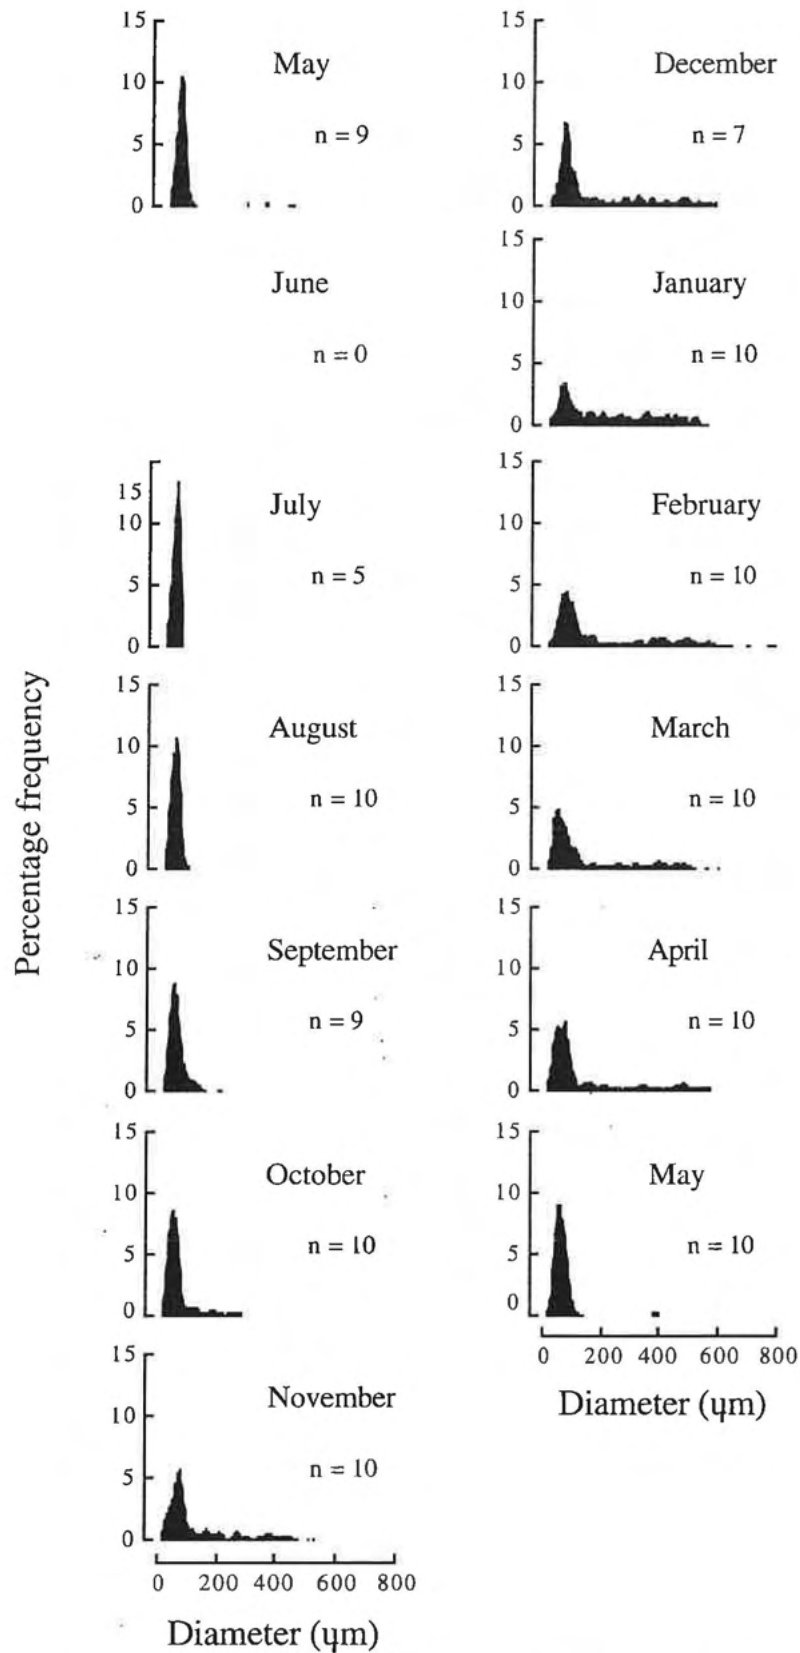 Percentage frequency
15
10
5
0
May
n = 9
June
n = 0
15
10
5
0
July
n = 5
15
10
5
0
August
n = 10
15
10
5
0
September
n = 9
15
10
5
0
October
n = 10
15
10
5
0
November
n = 10
0 200 400 600 800
Diameter (μm)
15
10
5
0
December
n = 7
15
10
5
0
January
n = 10
15
10
5
0
February
n = 10
15
10
5
0
March
n = 10
15
10
5
0
April
n = 10
15
10
5
0
May
n = 10
0 200 400 600 800
Diameter (μm)